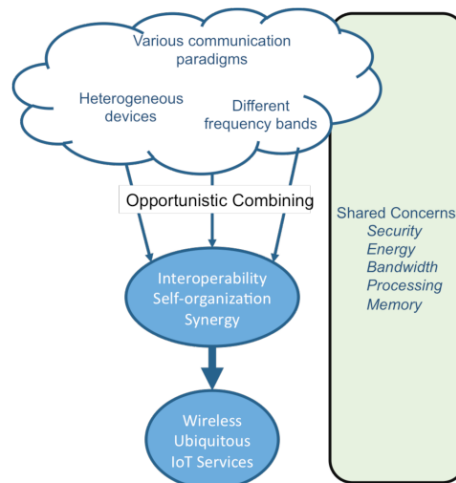 Various communication
paradigms
Heterogeneous
devices
Different
frequency bands
Opportunistic Combining
Interoperability
Self-organization
Synergy
Wireless
Ubiquitous
IoT Services
Shared Concerns
Security
Energy
Bandwidth
Processing
Memory